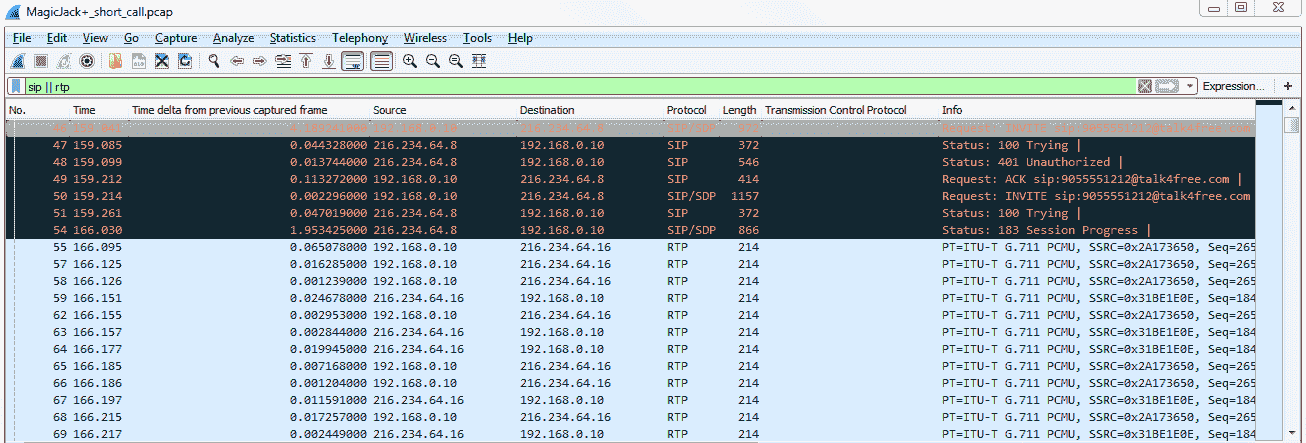 MagicJack+_short_call.pcap
File Edit View Go Capture Analyze Statistics Telephony Wireless Tools Help
sip || rtp Expression... +
No. Time Time delta from previous captured frame Source Destination Protocol Length Transmission Control Protocol Info
192.168.0.10 216.234.64.8 SIP/SDP Request: INVITE sip:9055551212@talk4free.com
47 159.085 0.044328000 216.234.64.8 192.168.0.10 SIP 372 Status: 100 Trying |
48 159.099 0.013744000 216.234.64.8 192.168.0.10 SIP 546 Status: 401 Unauthorized |
49 159.212 0.113272000 192.168.0.10 216.234.64.8 SIP 414 Request: ACK sip:9055551212@talk4free.com |
50 159.214 0.002296000 192.168.0.10 216.234.64.8 SIP/SDP 1157 Request: INVITE sip:9055551212@talk4free.com
51 159.261 0.047019000 216.234.64.8 192.168.0.10 SIP 372 Status: 100 Trying |
54 166.030 1.953425000 216.234.64.8 192.168.0.10 SIP/SDP 866 Status: 183 Session Progress |
55 166.095 0.065078000 192.168.0.10 216.234.64.16 RTP 214 PT=ITU-T G.711 PCMU, SSRC=0x2A173650, Seq=265
57 166.125 0.016285000 192.168.0.10 216.234.64.16 RTP 214 PT=ITU-T G.711 PCMU, SSRC=0x2A173650, Seq=265
58 166.126 0.001239000 192.168.0.10 216.234.64.16 RTP 214 PT=ITU-T G.711 PCMU, SSRC=0x2A173650, Seq=265
59 166.151 0.024678000 216.234.64.16 192.168.0.10 RTP 214 PT=ITU-T G.711 PCMU, SSRC=0x31BE1E0E, Seq=184
62 166.155 0.002953000 192.168.0.10 216.234.64.16 RTP 214 PT=ITU-T G.711 PCMU, SSRC=0x2A173650, Seq=265
63 166.157 0.002844000 216.234.64.16 192.168.0.10 RTP 214 PT=ITU-T G.711 PCMU, SSRC=0x31BE1E0E, Seq=184
64 166.177 0.019945000 216.234.64.16 192.168.0.10 RTP 214 PT=ITU-T G.711 PCMU, SSRC=0x31BE1E0E, Seq=184
65 166.185 0.007168000 192.168.0.10 216.234.64.16 RTP 214 PT=ITU-T G.711 PCMU, SSRC=0x2A173650, Seq=265
66 166.186 0.001204000 192.168.0.10 216.234.64.16 RTP 214 PT=ITU-T G.711 PCMU, SSRC=0x2A173650, Seq=265
67 166.197 0.011591000 216.234.64.16 192.168.0.10 RTP 214 PT=ITU-T G.711 PCMU, SSRC=0x31BE1E0E, Seq=184
68 166.215 0.017257000 192.168.0.10 216.234.64.16 RTP 214 PT=ITU-T G.711 PCMU, SSRC=0x2A173650, Seq=265
69 166.217 0.002449000 216.234.64.16 192.168.0.10 RTP 214 PT=ITU-T G.711 PCMU, SSRC=0x31BE1E0E, Seq=184